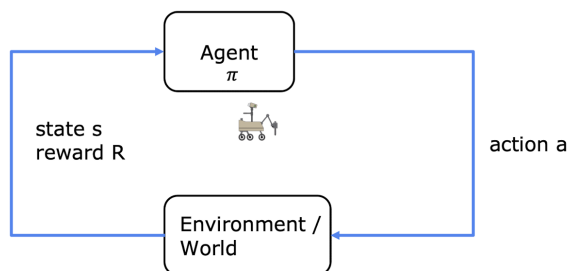 Agent
π
state s
reward R
action a
Environment /
World